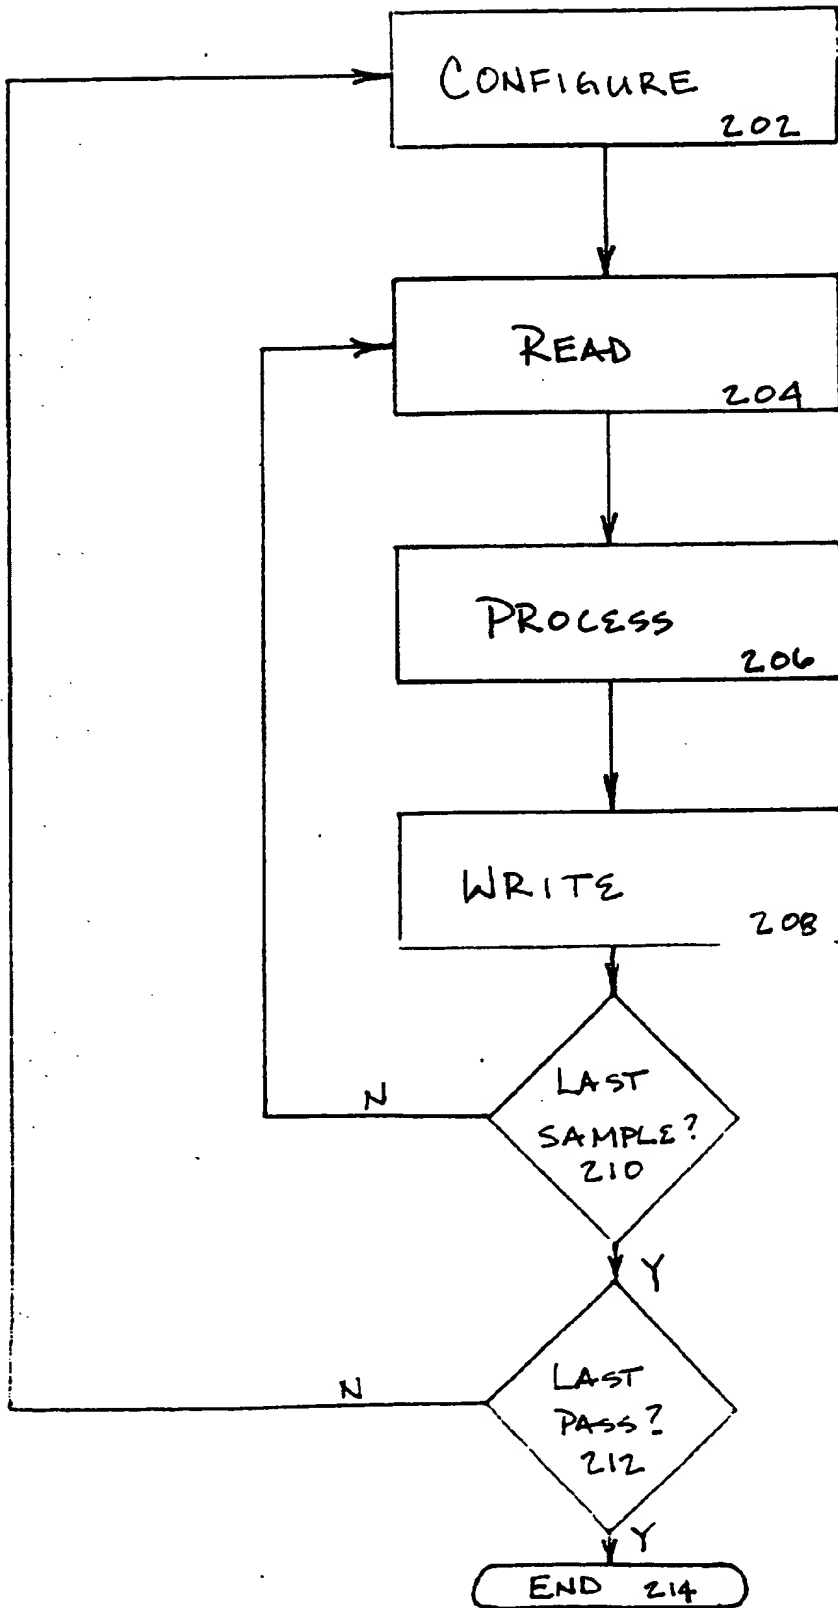 CONFIGURE
202
READ
204
PROCESS
206
WRITE
208
LAST
N
SAMPLE?
210
Y
LAST
N
PASS?
212
Y
END 214